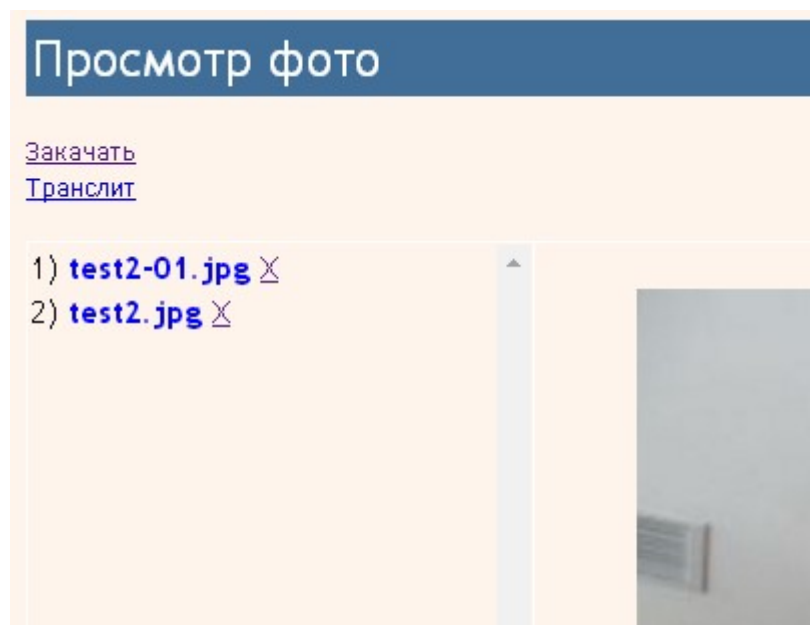 Просмотр фото
Закачать
Транслит
1) test2-01.jpg X
2) test2.jpg X